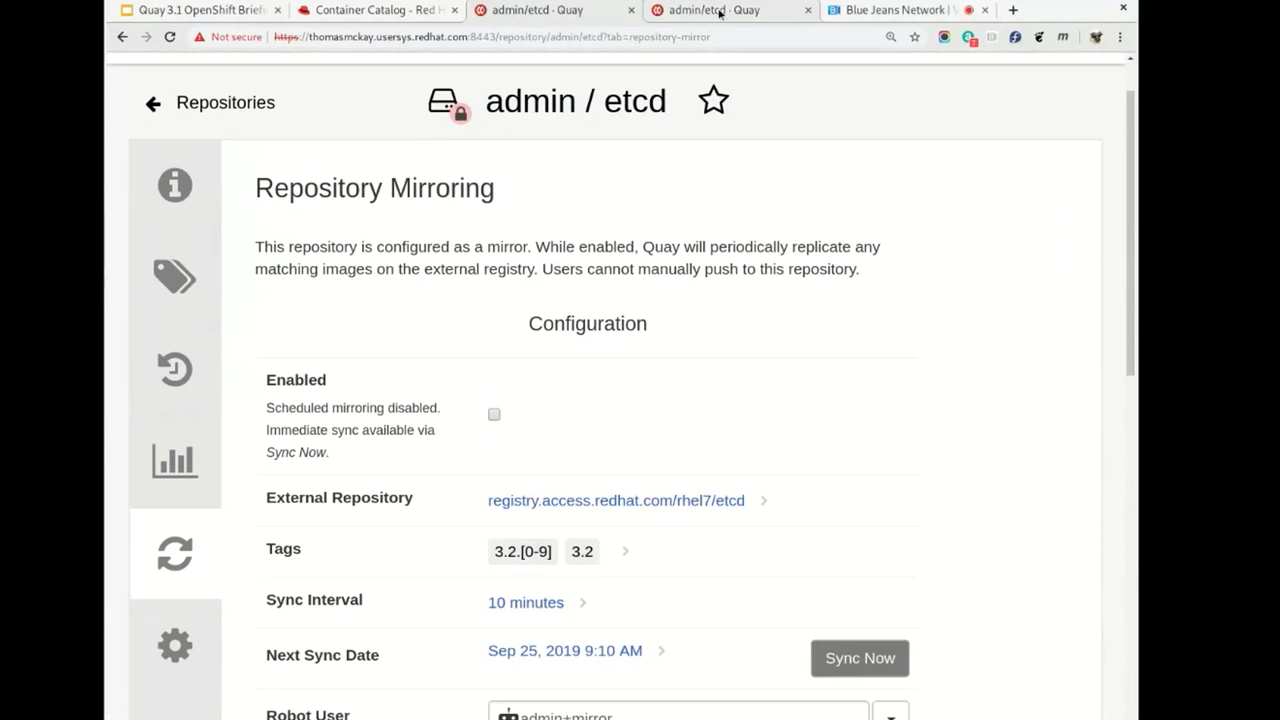 Quay 3.1 OpenShift Brief
Container Catalog - Red H
admin/etcd · Quay
admin/etcd · Quay
Blue Jeans Network |
Not secure
https://thomasmckay.usersys.redhat.com:8443/repository/admin/etcd?tab=repository-mirror
Repositories
admin / etcd
Repository Mirroring
This repository is configured as a mirror. While enabled, Quay will periodically replicate any
matching images on the external registry. Users cannot manually push to this repository.
Configuration
Enabled
Scheduled mirroring disabled.
Immediate sync available via
Sync Now.
External Repository
registry.access.redhat.com/rhel7/etcd
Tags
3.2.[0-9] 3.2
Sync Interval
10 minutes
Next Sync Date
Sep 25, 2019 9:10 AM
Sync Now
Robot User
admin+mirror